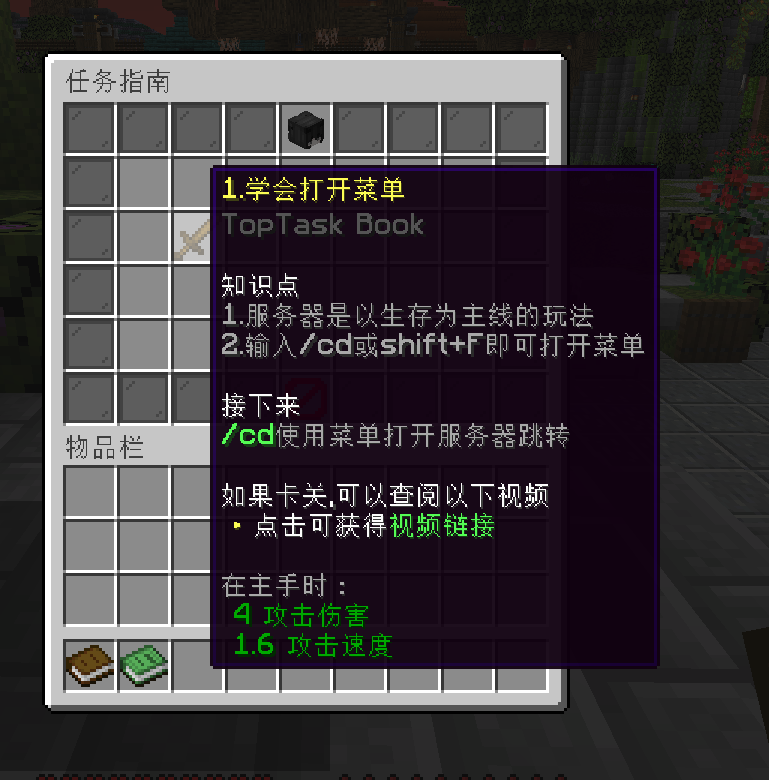 任务指南
1.学会打开菜单
TopTask Book
知识点
1.服务器是以生存为主线的玩法
2.输入/cd或shift+F即可打开菜单
接下来
/cd使用菜单打开服务器跳转
物品栏
如果卡关,可以查阅以下视频
• 点击可获得视频链接
在主手时：
4 攻击伤害
1.6 攻击速度